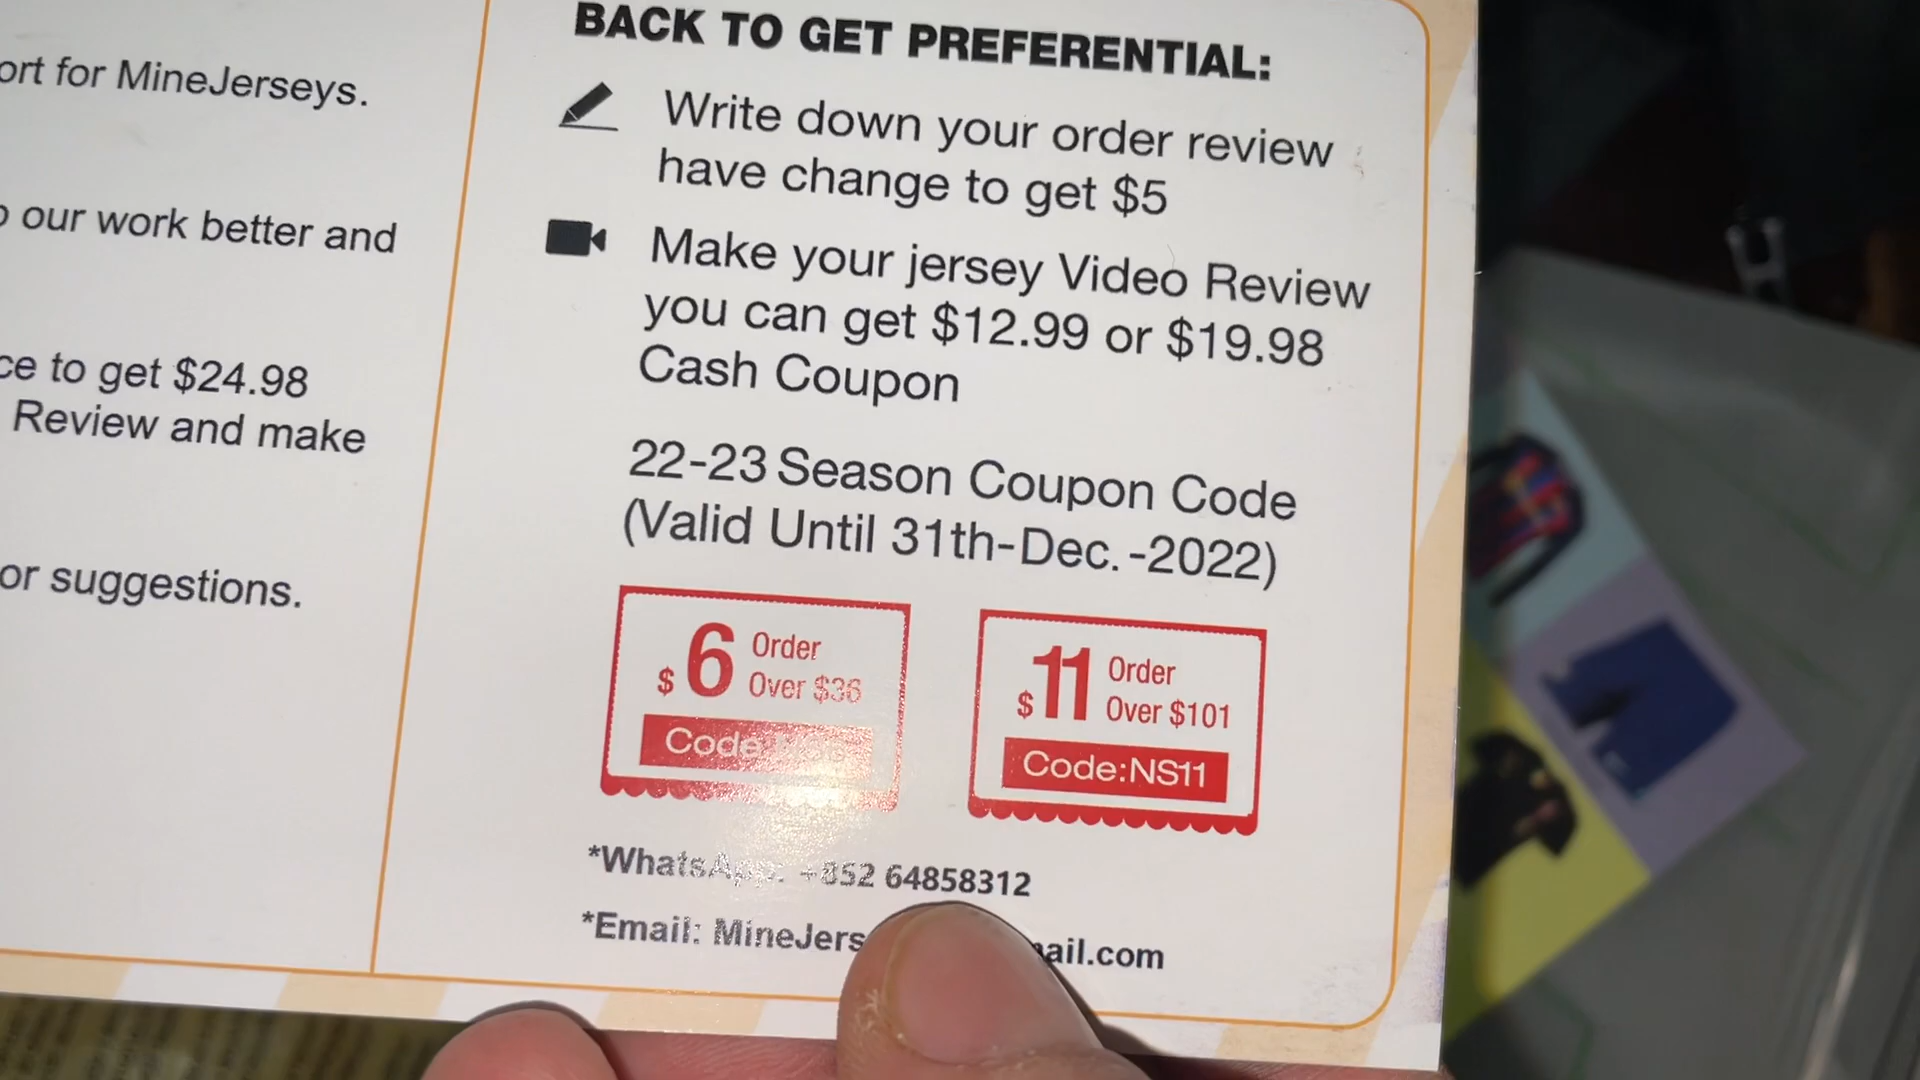 ort for MineJerseys.
our work better and
ce to get $24.98
Review and make
or suggestions.
BACK TO GET PREFERENTIAL:
Write down your order review
have change to get $5
Make your jersey Video Review
you can get $12.99 or $19.98
Cash Coupon
22-23 Season Coupon Code
(Valid Until 31th-Dec.-2022)
$6 Order
Over $36
Code:
$11 Order
Over $101
Code:NS11
*WhatsApp: +852 64858312
*Email: MineJers ail.com